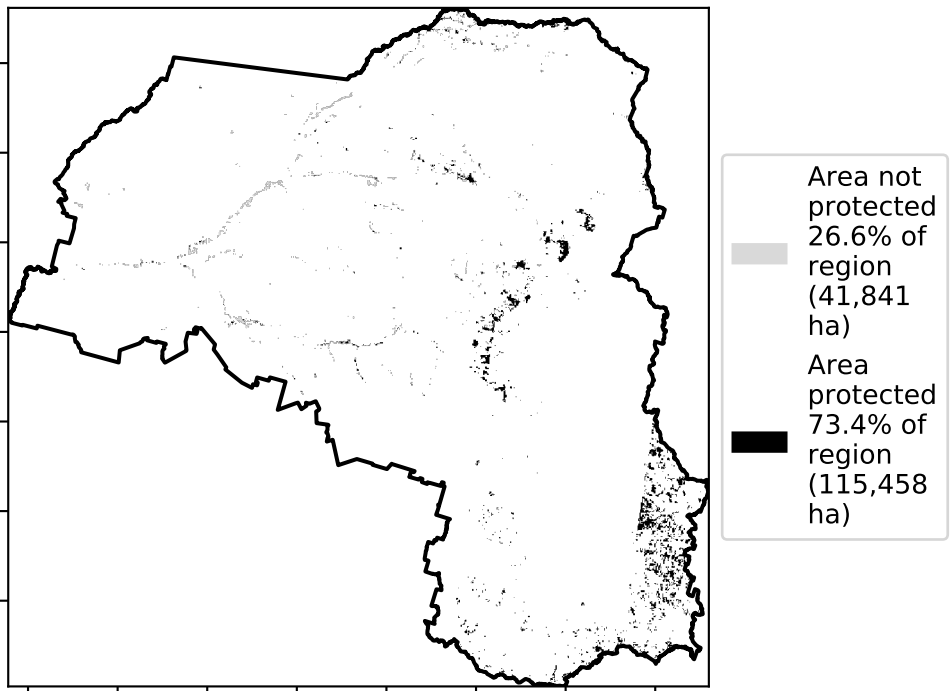 Area not
protected
26.6% of
region
(41,841
ha)
Area
protected
73.4% of
region
(115,458
ha)